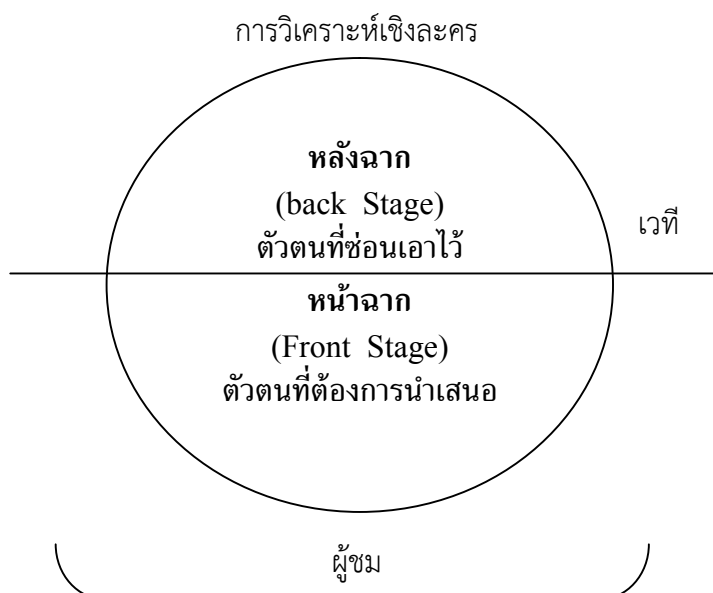 การวิเคราะห์เชิงละคร
หลังฉาก
(back Stage)
ตัวตนที่ซ่อนเอาไว้
เวที
หน้าฉาก
(Front Stage)
ตัวตนที่ต้องการนำเสนอ
ผู้ชม